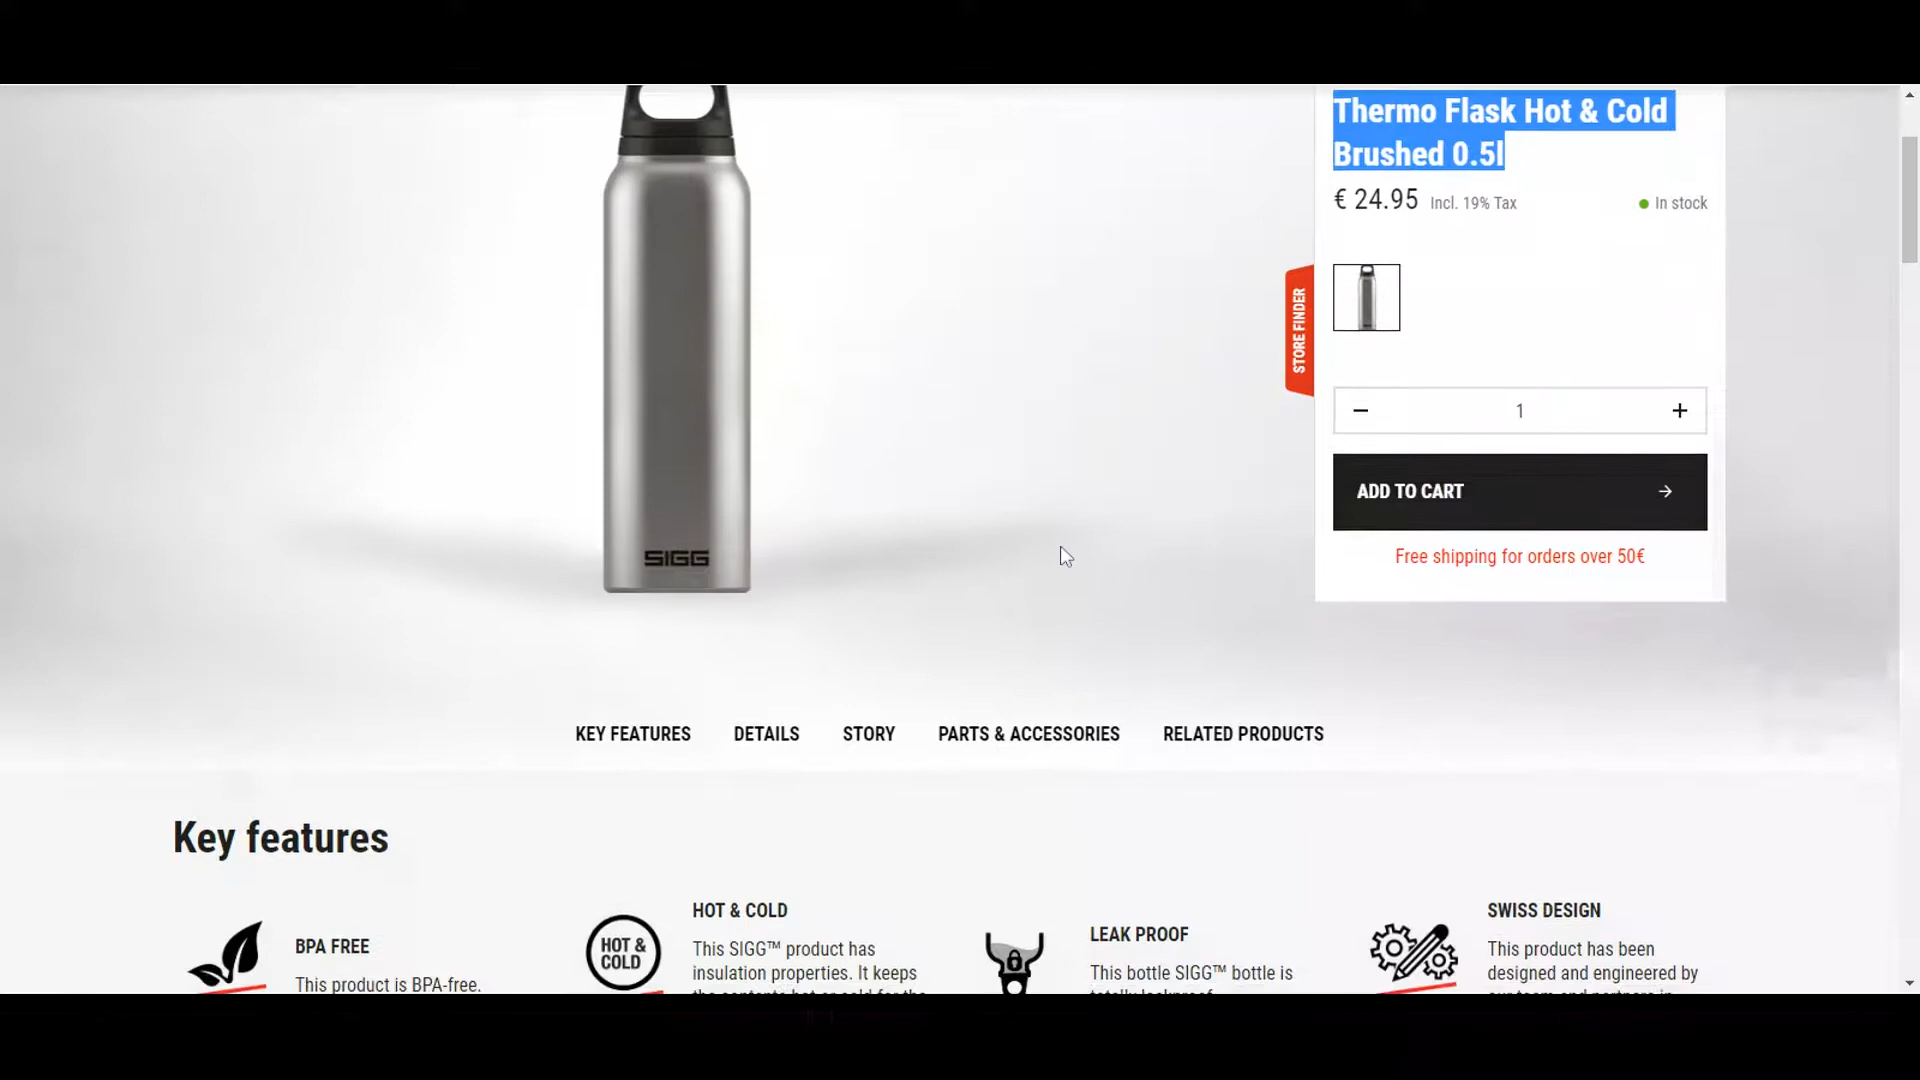 Thermo Flask Hot & Cold
Brushed 0.5l
€ 24.95 Incl. 19% Tax
In stock
STORE FINDER
− 1 +
ADD TO CART →
Free shipping for orders over 50€
SIGG
KEY FEATURES DETAILS STORY PARTS & ACCESSORIES RELATED PRODUCTS
Key features
BPA FREE
This product is BPA-free.
HOT &
COLD
HOT & COLD
This SIGG™ product has
insulation properties. It keeps
LEAK PROOF
This bottle SIGG™ bottle is
SWISS DESIGN
This product has been
designed and engineered by